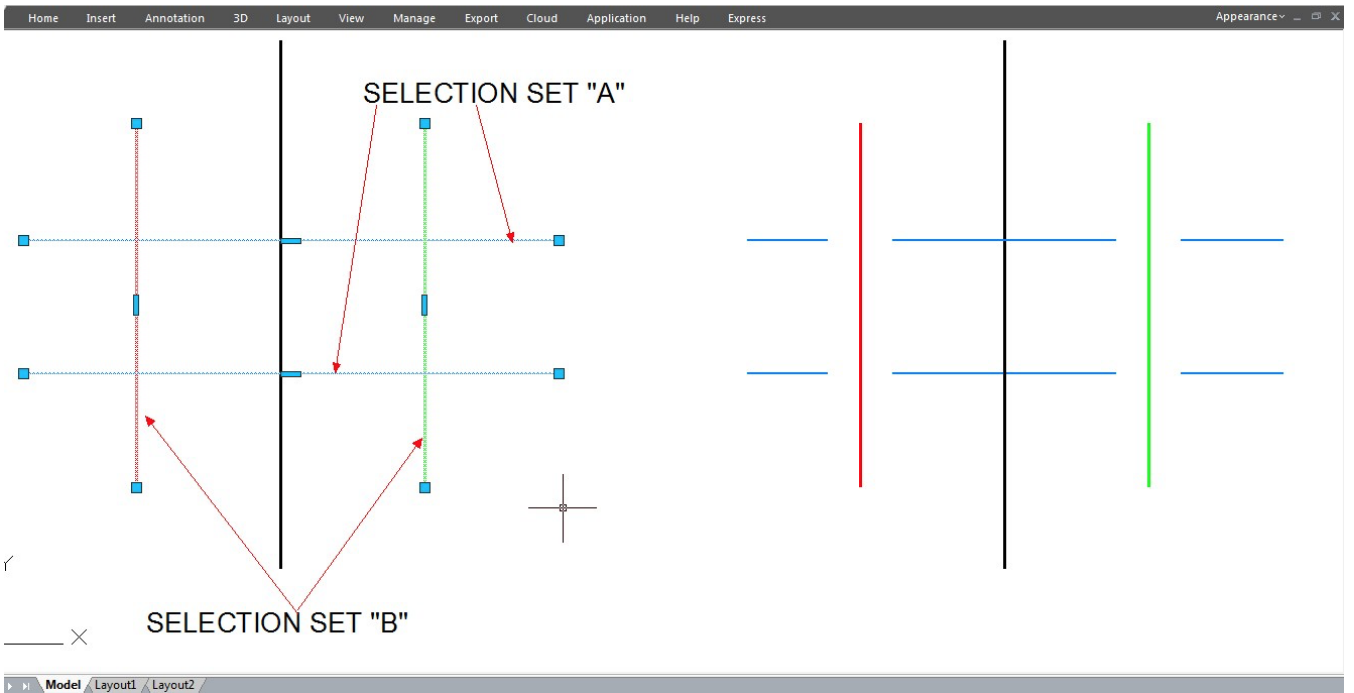 Home Insert Annotation 3D Layout View Manage Export Cloud Application Help Express Appearance
SELECTION SET "A"
SELECTION SET "B"
Y
X
Model Layout1 Layout2